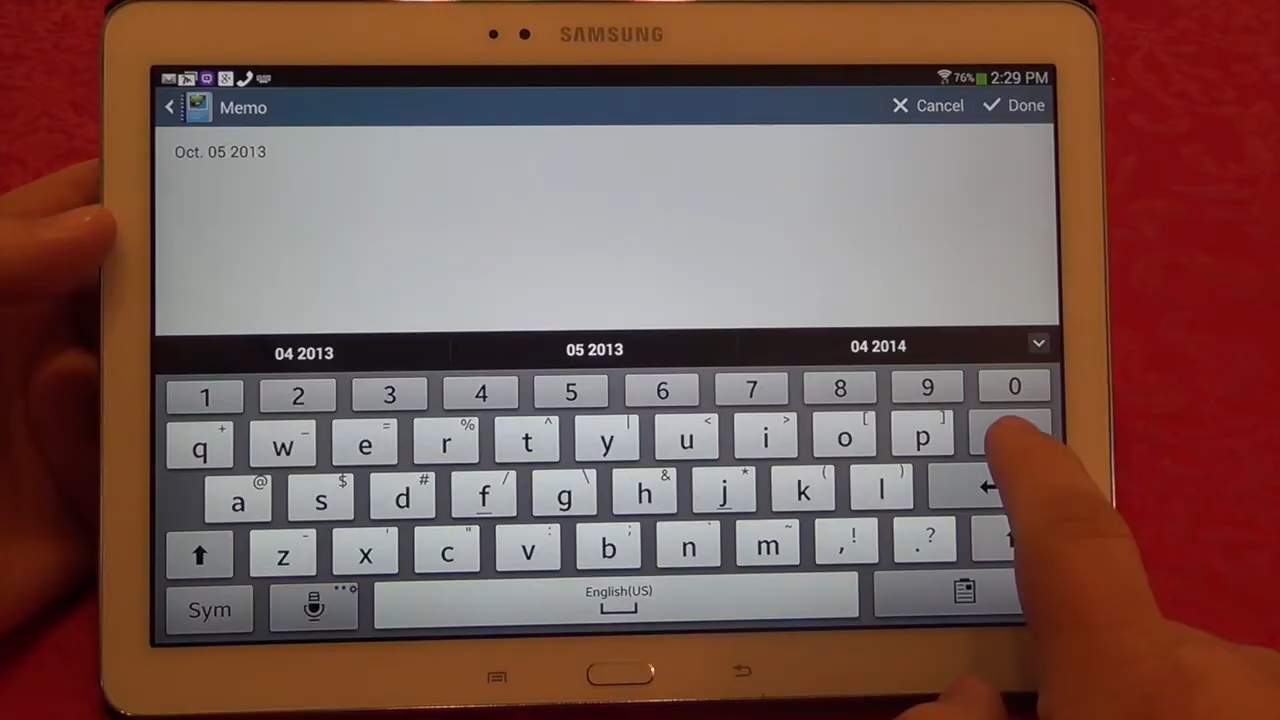 SAMSUNG
76% 2:29 PM
Memo Cancel Done
Oct. 05 2013
04 2013 05 2013 04 2014
1 2 3 4 5 6 7 8 9 0
q + w _ e = r % t ^ y | u < i > o [ p ]
a @ s $ d # f / g \ h & j * k ( l )
z - x ' c " v : b ; n ` m ~ , ! . ?
Sym English(US)